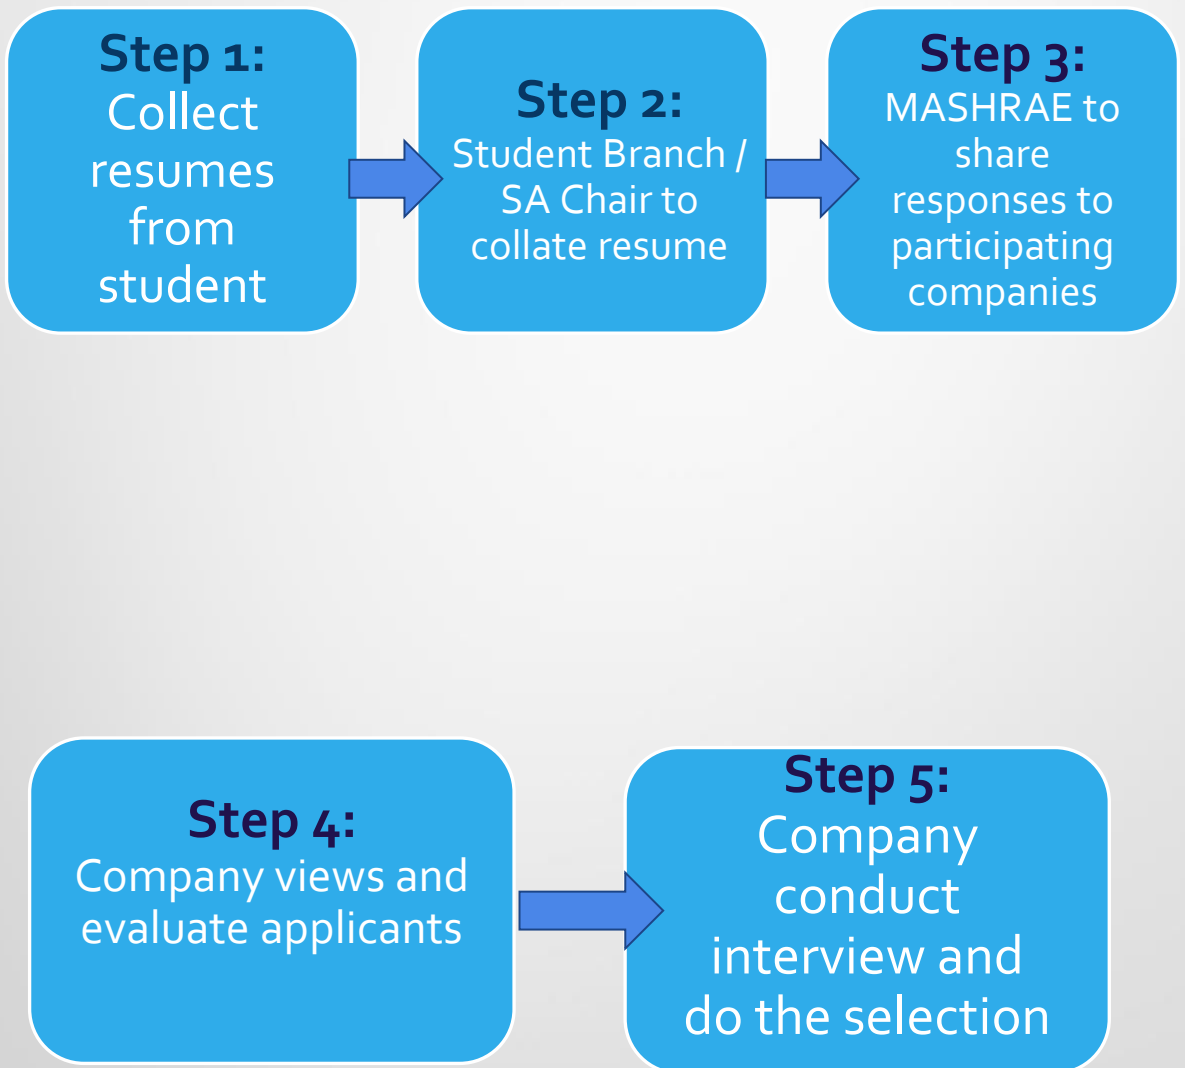 Step 1:
Collect
resumes
from
student
Step 2:
Student Branch /
SA Chair to
collate resume
Step 3:
MASHRAE to
share
responses to
participating
companies
Step 4:
Company views and
evaluate applicants
Step 5:
Company
conduct
interview and
do the selection